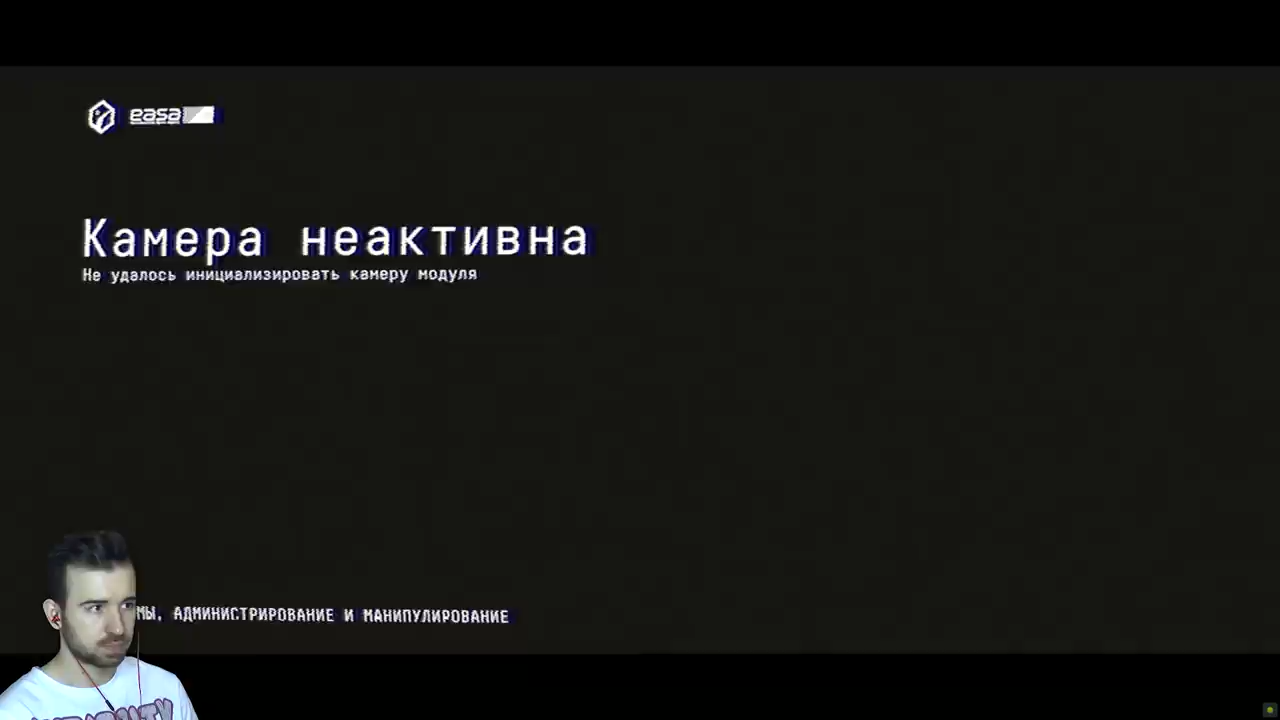 easa
Камера неактивна
Не удалось инициализировать камеру модуля
МЫ, АДМИНИСТРИРОВАНИЕ И МАНИПУЛИРОВАНИЕ